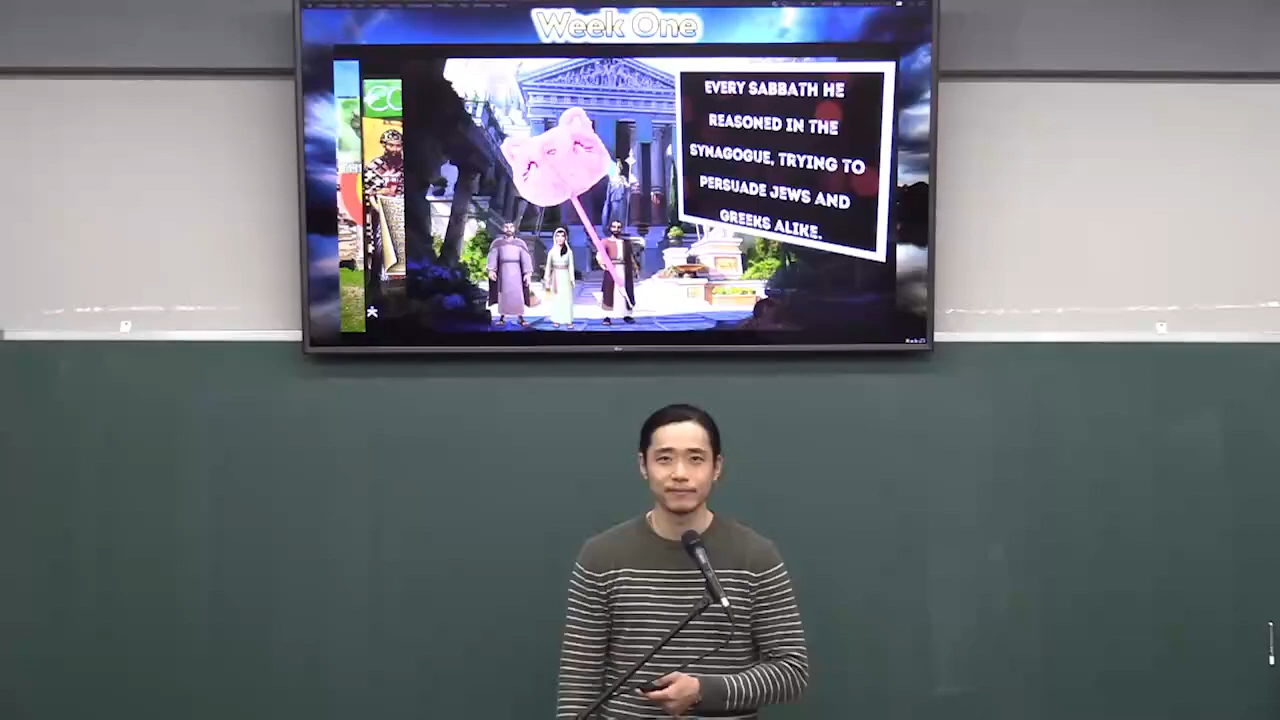 Week One
EVERY SABBATH HE
REASONED IN THE
SYNAGOGUE, TRYING TO
PERSUADE JEWS AND
GREEKS ALIKE.